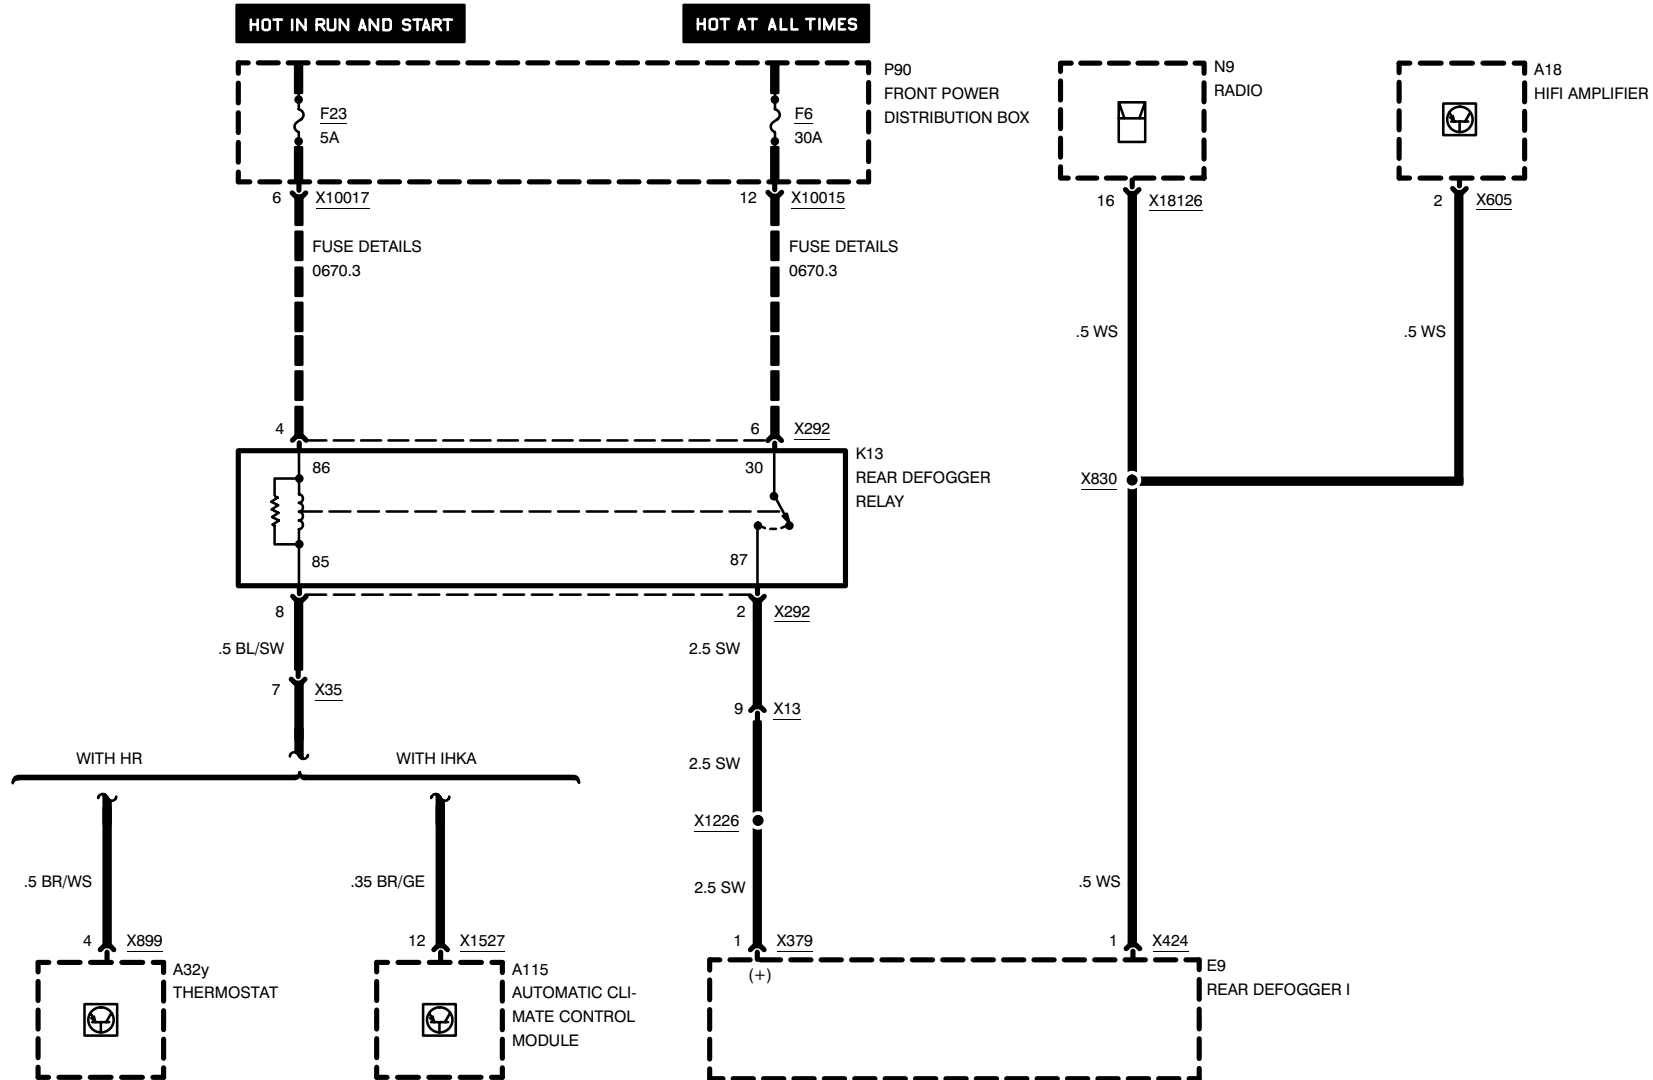 HOT IN RUN AND START
HOT AT ALL TIMES
P90
FRONT POWER
DISTRIBUTION BOX
F23
5A
F6
30A
N9
RADIO
A18
HIFI AMPLIFIER
6 X10017
12 X10015
16 X18126
2 X605
FUSE DETAILS
0670.3
FUSE DETAILS
0670.3
.5 WS
.5 WS
4
6 X292
K13
REAR DEFOGGER
RELAY
86
30
85
87
X830
8
2 X292
.5 BL/SW
2.5 SW
7 X35
9 X13
WITH HR
WITH IHKA
2.5 SW
X1226
.5 BR/WS
.35 BR/GE
2.5 SW
.5 WS
4 X899
12 X1527
1 X379
1 X424
(+)
A32y
THERMOSTAT
A115
AUTOMATIC CLI-
MATE CONTROL
MODULE
E9
REAR DEFOGGER I